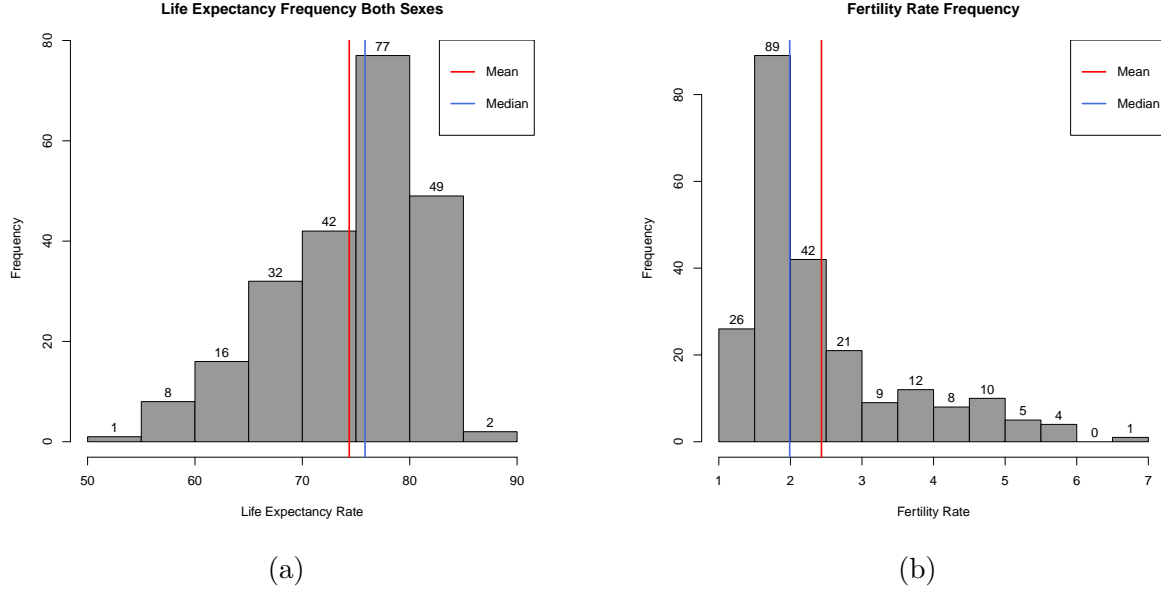 Life Expectancy Frequency Both Sexes
80
60
40
20
0
Frequency
1
8
16
32
42
77
49
2
Mean
Median
50 60 70 80 90
Life Expectancy Rate
(a)
Fertility Rate Frequency
80
60
40
20
0
Frequency
26
89
42
21
9
12
8
10
5
4
0
1
Mean
Median
1 2 3 4 5 6 7
Fertility Rate
(b)